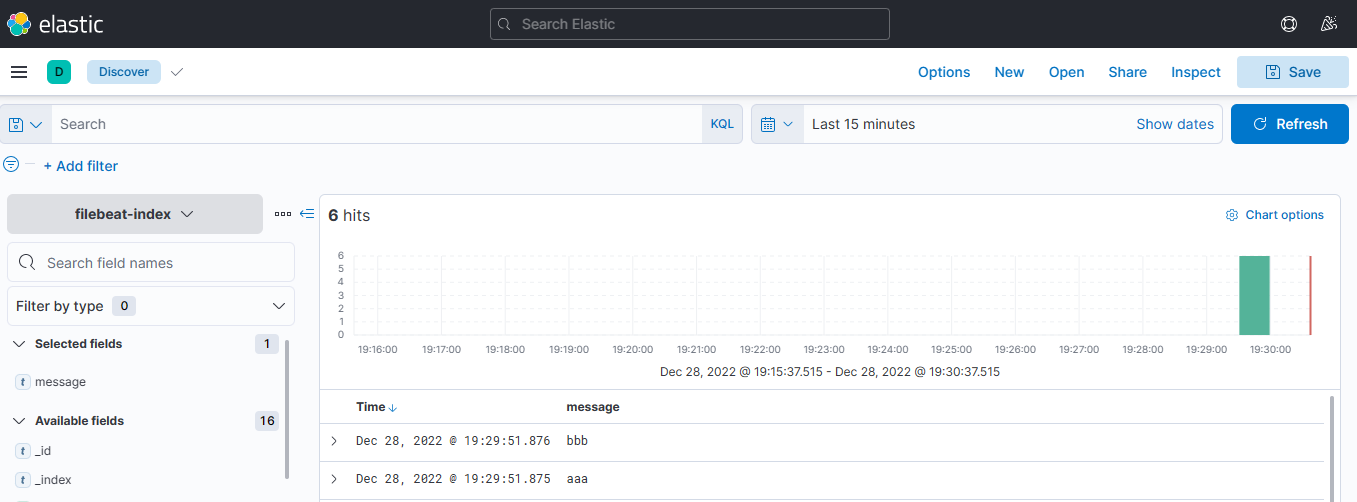 elastic
Search Elastic
D
Discover
Options
New
Open
Share
Inspect
Save
Search
KQL
Last 15 minutes
Show dates
Refresh
+ Add filter
filebeat-index
Search field names
Filter by type 0
Selected fields 1
t message
Available fields 16
t _id
t _index
6 hits
Chart options
6
5
4
3
2
1
0
19:16:00 19:17:00 19:18:00 19:19:00 19:20:00 19:21:00 19:22:00 19:23:00 19:24:00 19:25:00 19:26:00 19:27:00 19:28:00 19:29:00 19:30:00
Dec 28, 2022 @ 19:15:37.515 - Dec 28, 2022 @ 19:30:37.515
Time message
Dec 28, 2022 @ 19:29:51.876 bbb
Dec 28, 2022 @ 19:29:51.875 aaa